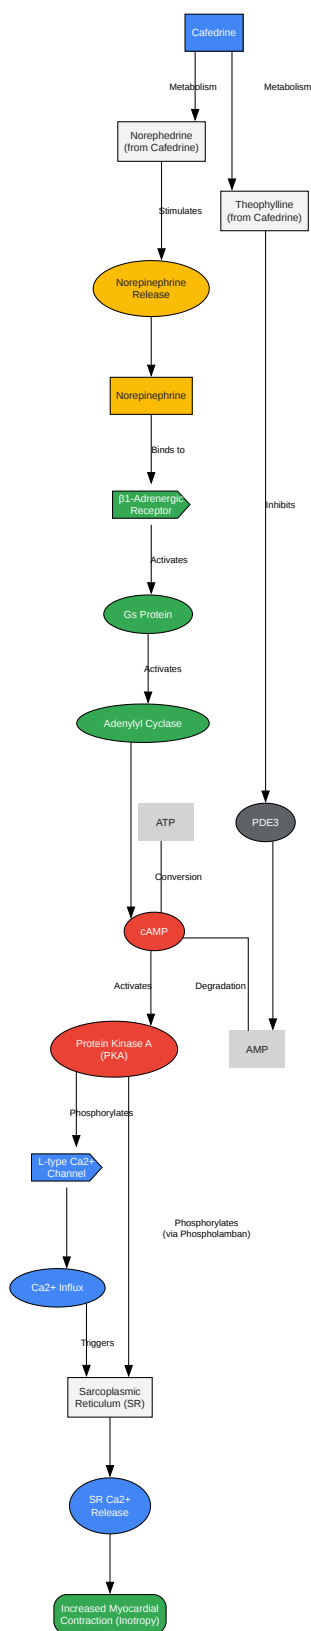 Cafedrine
Metabolism
Metabolism
Norephedrine
(from Cafedrine)
Theophylline
(from Cafedrine)
Stimulates
Norepinephrine
Release
Norepinephrine
Binds to
β1-Adrenergic
Receptor
Inhibits
Activates
Gs Protein
Activates
Adenylyl Cyclase
ATP
PDE3
Conversion
cAMP
Activates
Degradation
Protein Kinase A
(PKA)
AMP
Phosphorylates
L-type Ca2+
Channel
Phosphorylates
(via Phospholamban)
Ca2+ Influx
Triggers
Sarcoplasmic
Reticulum (SR)
SR Ca2+
Release
Increased Myocardial
Contraction (Inotropy)